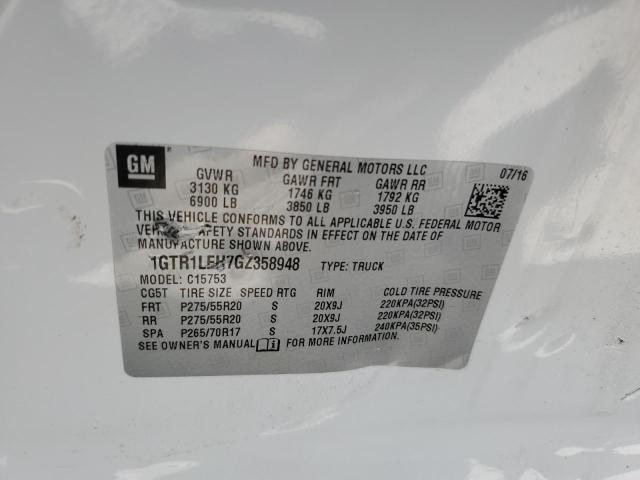 GM
MFD BY GENERAL MOTORS LLC 07/16
GVWR GAWR FRT GAWR RR
3130 KG 1746 KG 1792 KG
6900 LB 3850 LB 3950 LB
THIS VEHICLE CONFORMS TO ALL APPLICABLE U.S. FEDERAL MOTOR
SAFETY STANDARDS IN EFFECT ON THE DATE OF
MANUFACTURE SHOWN ABOVE.
1GTR1LEH7GZ358948 TYPE: TRUCK
MODEL: C15753
CG5T TIRE SIZE SPEED RTG RIM COLD TIRE PRESSURE
FRT P275/55R20 S 20X9J 220KPA(32PSI)
RR P275/55R20 S 20X9J 220KPA(32PSI)
SPA P265/70R17 S 17X7.5J 240KPA(35PSI)
SEE OWNER'S MANUAL FOR MORE INFORMATION.